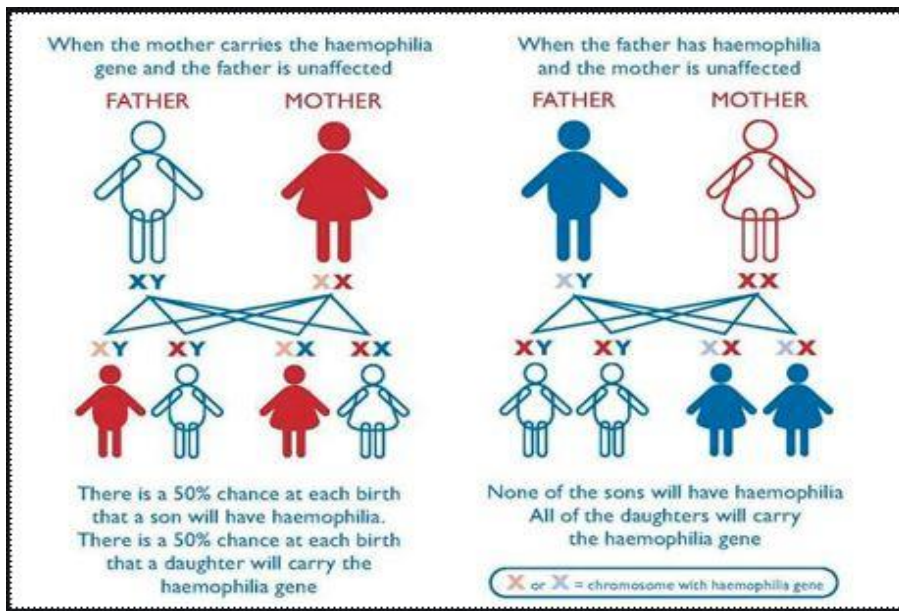 When the mother carries the haemophilia
gene and the father is unaffected
FATHER MOTHER
XY XX
XY XY XX XX
There is a 50% chance at each birth
that a son will have haemophilia.
There is a 50% chance at each birth
that a daughter will carry the
haemophilia gene
When the father has haemophilia
and the mother is unaffected
FATHER MOTHER
XY XX
XY XY XX XX
None of the sons will have haemophilia
All of the daughters will carry
the haemophilia gene
X or X = chromosome with haemophilia gene